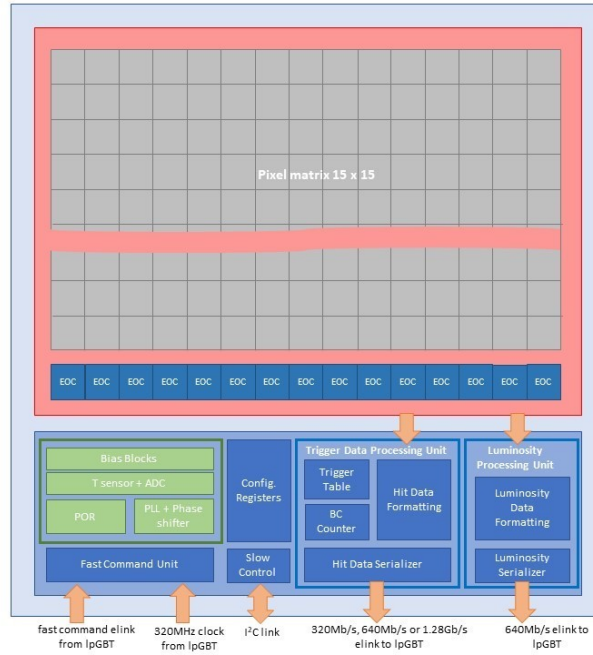 Pixel matrix 15 x 15
EOC EOC EOC EOC EOC EOC EOC EOC EOC EOC EOC EOC EOC EOC EOC
Bias Blocks
T sensor + ADC
POR
PLL + Phase
shifter
Fast Command Unit
Config.
Registers
Slow
Control
Trigger Data Processing Unit
Trigger
Table
BC
Counter
Hit Data
Formatting
Hit Data Serializer
Luminosity
Processing Unit
Luminosity
Data
Formatting
Luminosity
Serializer
fast command elink
from lpGBT
320MHz clock
from lpGBT
I²C link
320Mb/s, 640Mb/s or 1.28Gb/s
elink to lpGBT
640Mb/s elink to
lpGBT